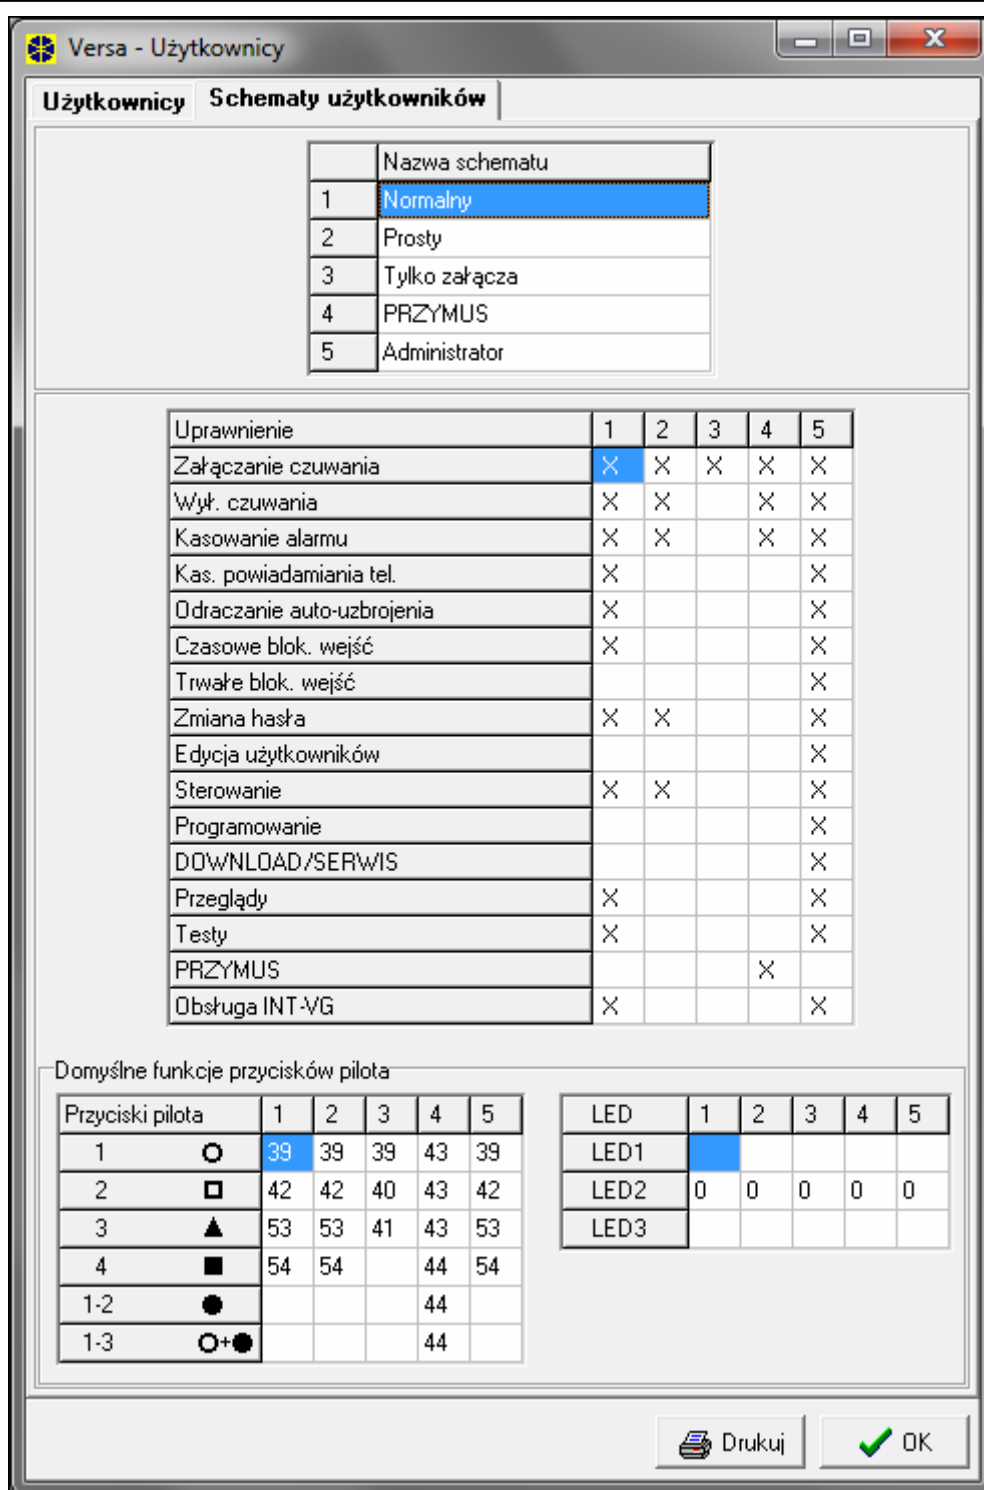 Versa - Użytkownicy
Użytkownicy Schematy użytkowników
Nazwa schematu
1 Normalny
2 Prosty
3 Tylko załącza
4 PRZYMUS
5 Administrator
Uprawnienie 1 2 3 4 5
Załączanie czuwania X X X X X
Wył. czuwania X X X X
Kasowanie alarmu X X X X
Kas. powiadamiania tel. X X
Odraczanie auto-uzbrojenia X X
Czasowe blok. wejść X X
Trwałe blok. wejść X
Zmiana hasła X X X
Edycja użytkowników X
Sterowanie X X X
Programowanie X
DOWNLOAD/SERWIS X
Przeglądy X X
Testy X X
PRZYMUS X
Obsługa INT-VG X X
Domyślne funkcje przycisków pilota
Przyciski pilota 1 2 3 4 5
1 39 39 39 43 39
2 42 42 40 43 42
3 53 53 41 43 53
4 54 54 44 54
1-2 44
1-3 + 44
LED 1 2 3 4 5
LED1
LED2 0 0 0 0 0
LED3
Drukuj OK